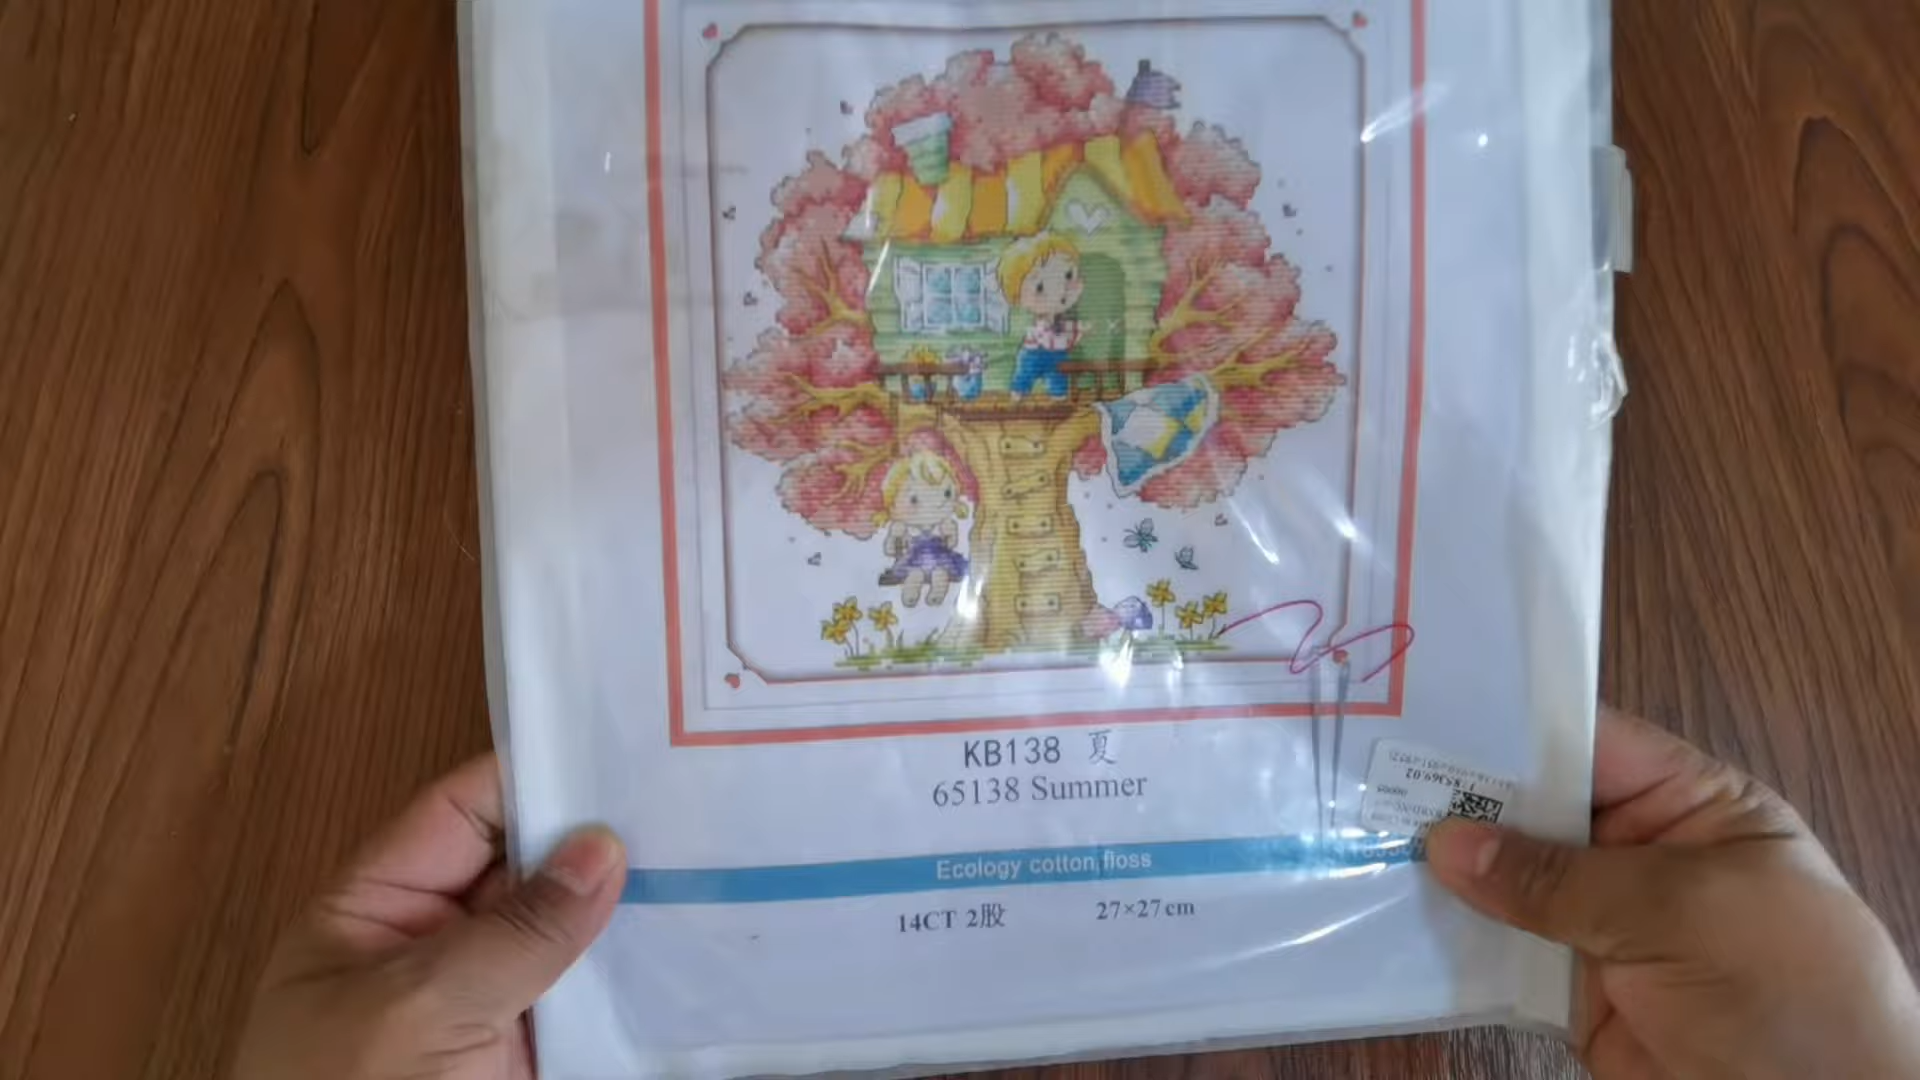 KB138 夏
65138 Summer
Ecology cotton floss
14CT 2股
27×27cm